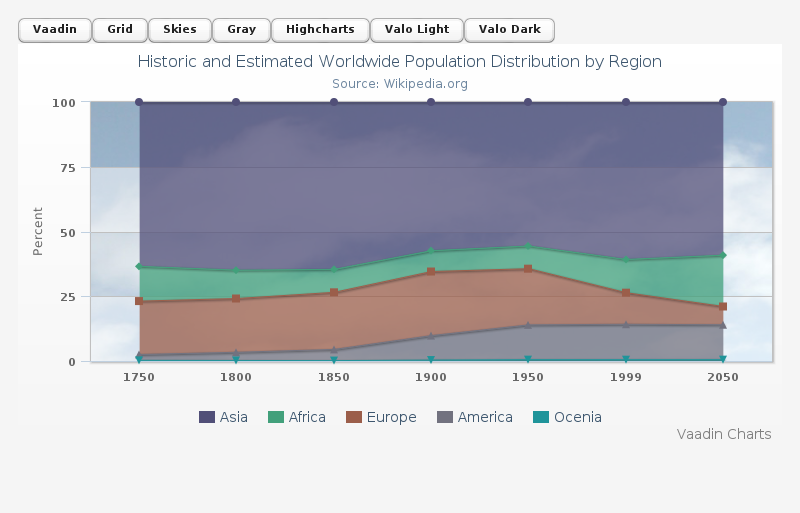 Vaadin Grid Skies Gray Highcharts Valo Light Valo Dark
Historic and Estimated Worldwide Population Distribution by Region
Source: Wikipedia.org
100
75
50
25
0
Percent
1750 1800 1850 1900 1950 1999 2050
Asia Africa Europe America Ocenia
Vaadin Charts